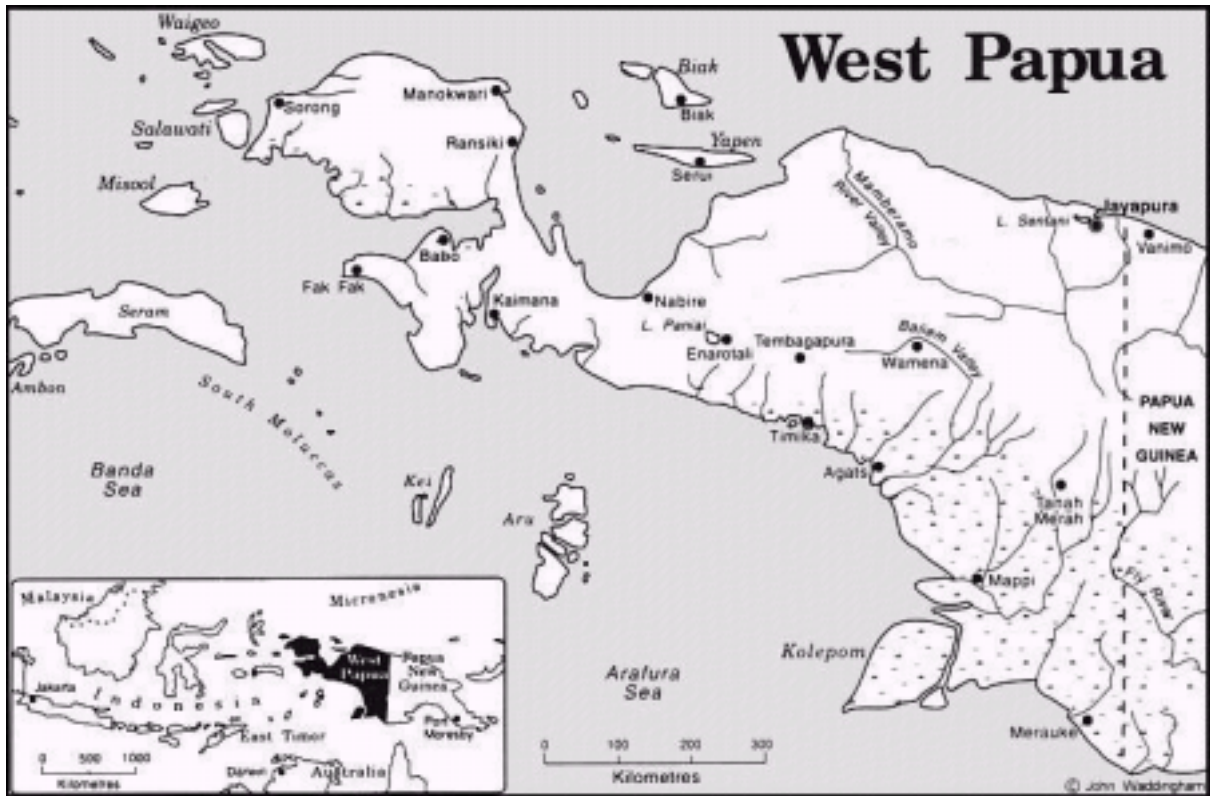 West Papua
Waigeo
Biak
Biak
Manokwari
Sorong
Salawati
Ransiki
Yapen
Serui
Misool
Mamberamo
River Valley
Jayapura
L. Sentani
Vanimo
Babo
Fak Fak
Kaimana
Nabire
Seram
L. Paniai
Enarotali
Tembagapura
Baliem Valley
Wamena
Ambon
South Moluccas
PAPUA
NEW
GUINEA
Timika
Agats
Banda
Sea
Kei
Aru
Tanah
Merah
Mappi
Fly River
Kolepom
Arafura
Sea
Merauke
0 100 200 300
Kilometres
Malaysia
Micronesia
West
Papua
Papua
New
Guinea
Jakarta
Indonesia
Port
Moresby
East Timor
Darwin
Australia
0 500 1000
Kilometres
© John Waddingham